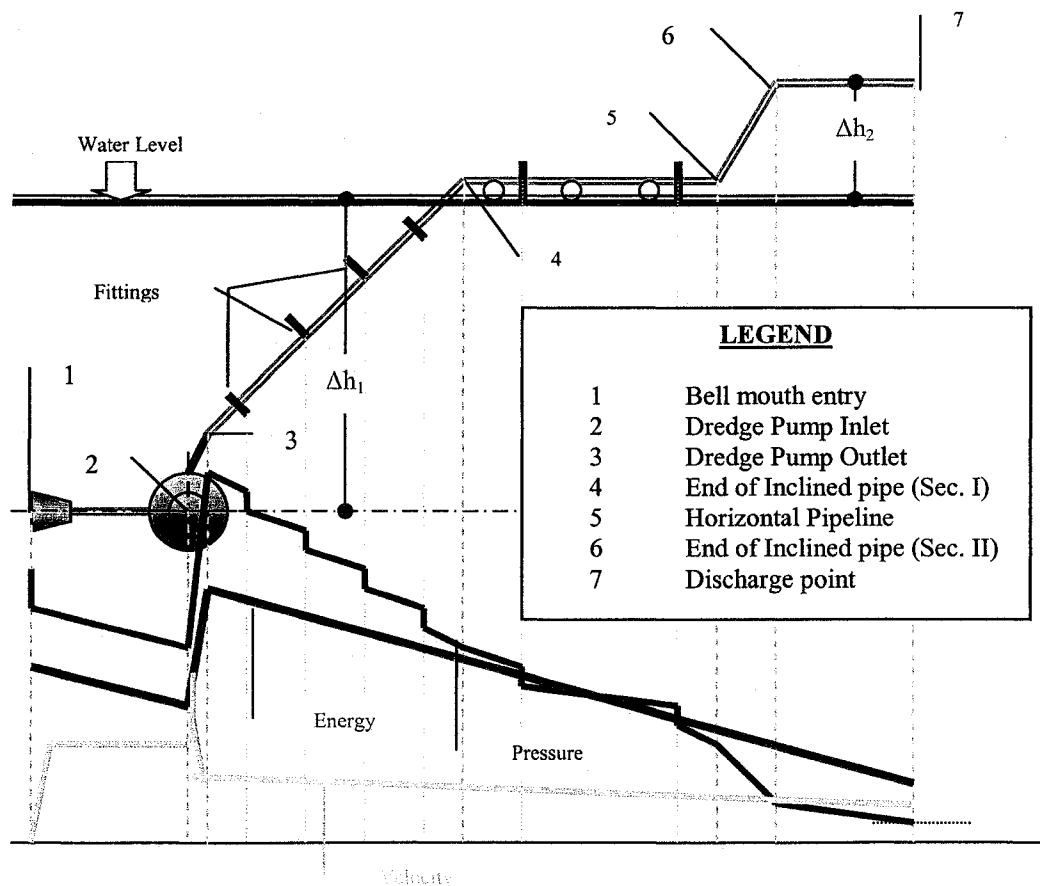 7
6
5
Δh₂
Water Level
4
Fittings
Δh₁
1
2
3
LEGEND
1 Bell mouth entry
2 Dredge Pump Inlet
3 Dredge Pump Outlet
4 End of Inclined pipe (Sec. I)
5 Horizontal Pipeline
6 End of Inclined pipe (Sec. II)
7 Discharge point
Energy
Pressure
Velocity